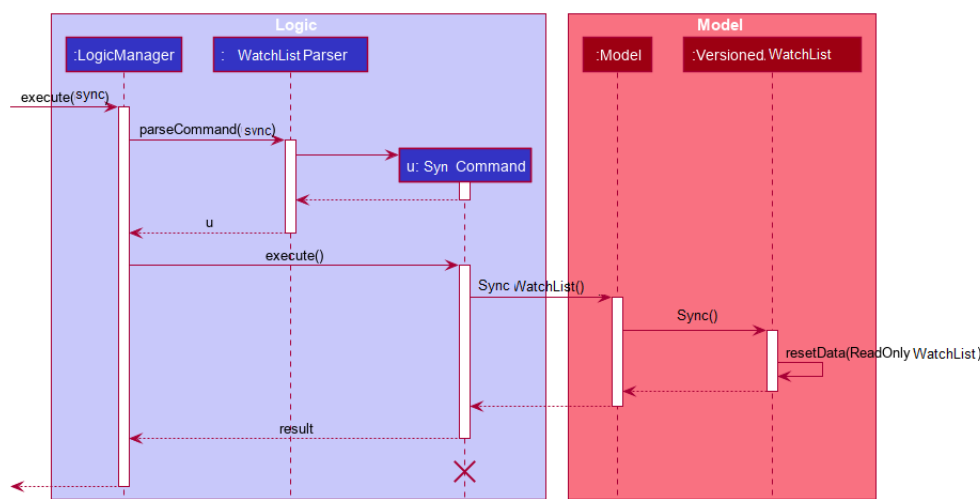 Logic
Model
:LogicManager
: WatchList Parser
:Model
:Versioned WatchList
execute(sync)
parseCommand( sync)
u: Syn Command
u
execute()
Sync WatchList()
Sync()
resetData(ReadOnly WatchList)
result